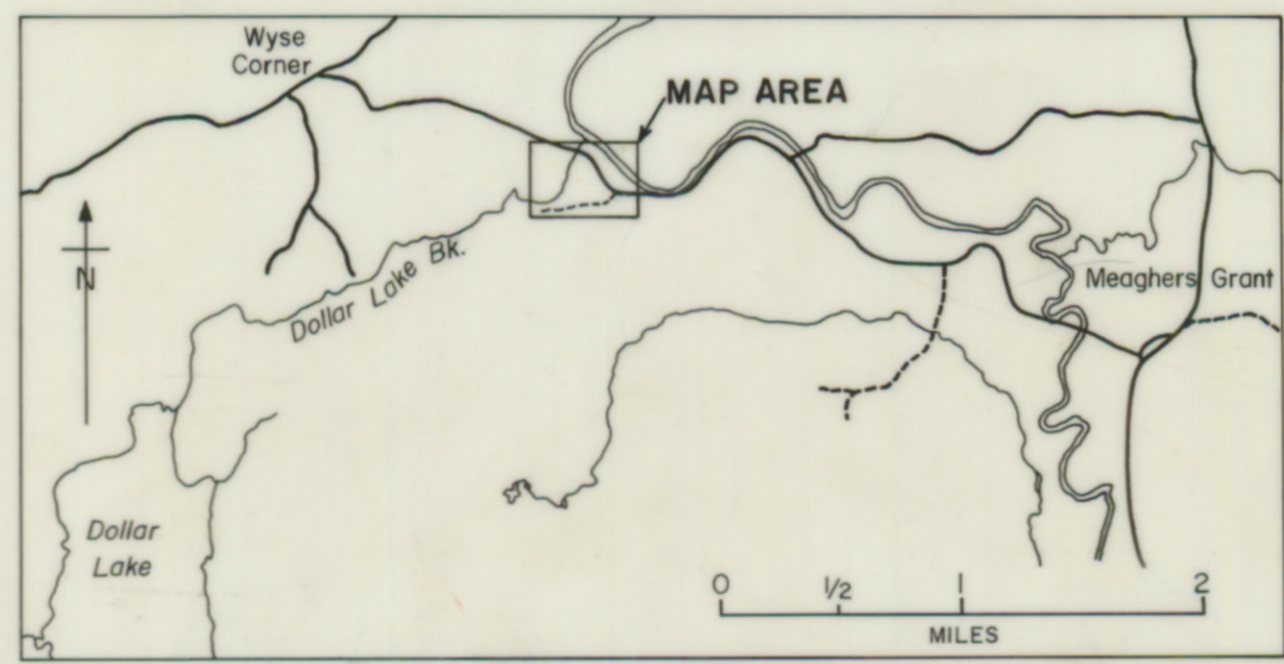 Wyse
Corner
MAP AREA
N
Dollar Lake Bk.
Meaghers Grant
Dollar
Lake
0 1/2 1 2
MILES